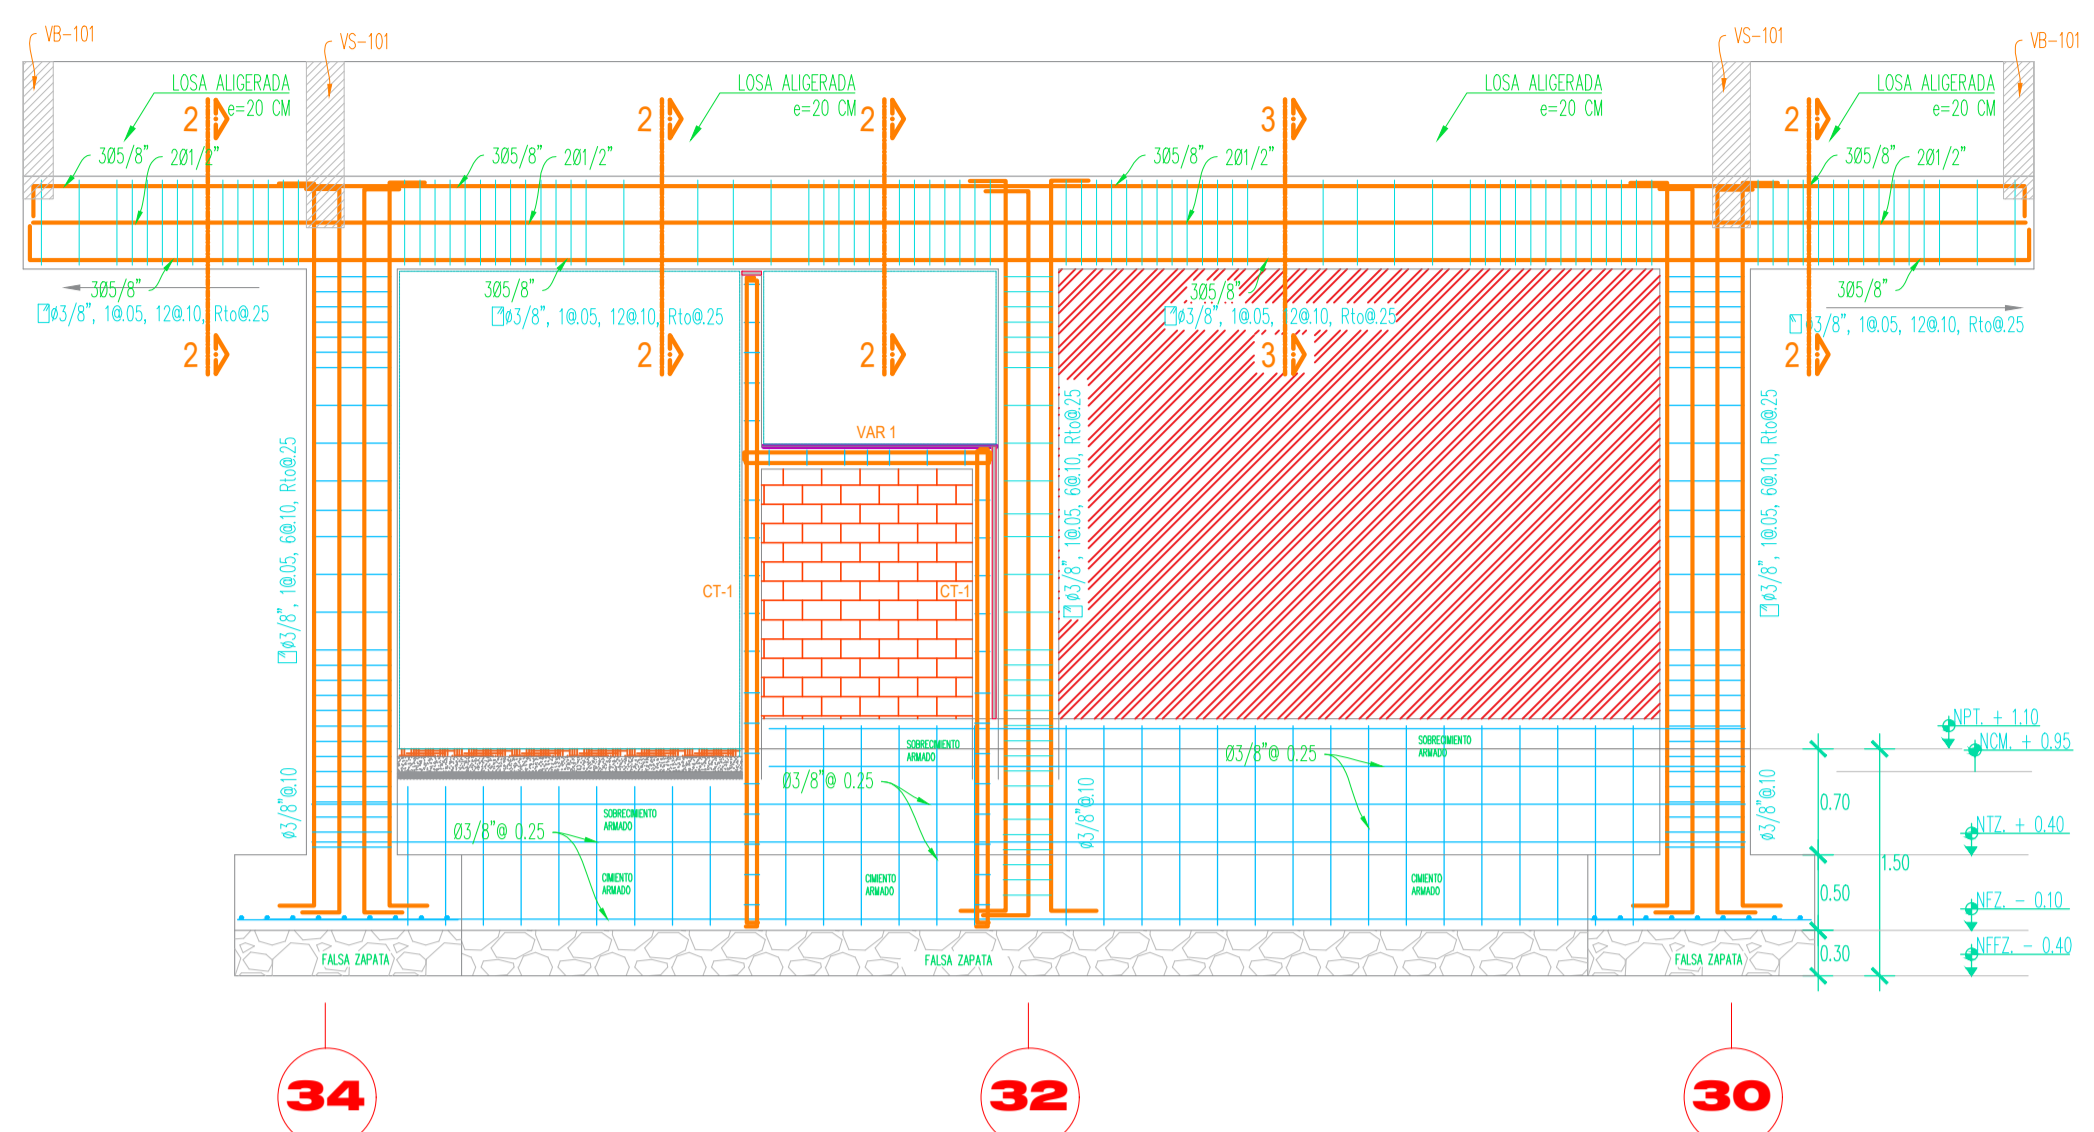 VB-101
VS-101
VS-101
VB-101
LOSA ALIGERADA
e=20 CM
LOSA ALIGERADA
e=20 CM
LOSA ALIGERADA
e=20 CM
LOSA ALIGERADA
e=20 CM
2
2
2
3
2
3Ø5/8"
2Ø1/2"
3Ø5/8"
2Ø1/2"
3Ø5/8"
2Ø1/2"
3Ø5/8"
2Ø1/2"
3Ø5/8"
3Ø5/8"
3Ø5/8"
3Ø5/8"
ø3/8", 1@.05, 12@.10, Rto@.25
ø3/8", 1@.05, 12@.10, Rto@.25
ø3/8", 1@.05, 12@.10, Rto@.25
ø3/8", 1@.05, 12@.10, Rto@.25
2
2
2
3
2
VAR 1
CT-1
CT-1
ø3/8", 1@.05, 6@.10, Rto@.25
ø3/8", 1@.05, 6@.10, Rto@.25
ø3/8", 1@.05, 6@.10, Rto@.25
ø3/8"@.10
ø3/8"@.10
ø3/8"@.10
SOBRECIMIENTO
ARMADO
SOBRECIMIENTO
ARMADO
SOBRECIMIENTO
ARMADO
Ø3/8"@ 0.25
Ø3/8"@ 0.25
Ø3/8"@ 0.25
CIMIENTO
ARMADO
CIMIENTO
ARMADO
CIMIENTO
ARMADO
FALSA ZAPATA
FALSA ZAPATA
FALSA ZAPATA
NPT. + 1.10
NCM. + 0.95
NTZ. + 0.40
NFZ. - 0.10
NFFZ. - 0.40
0.70
0.50
0.30
1.50
34
32
30